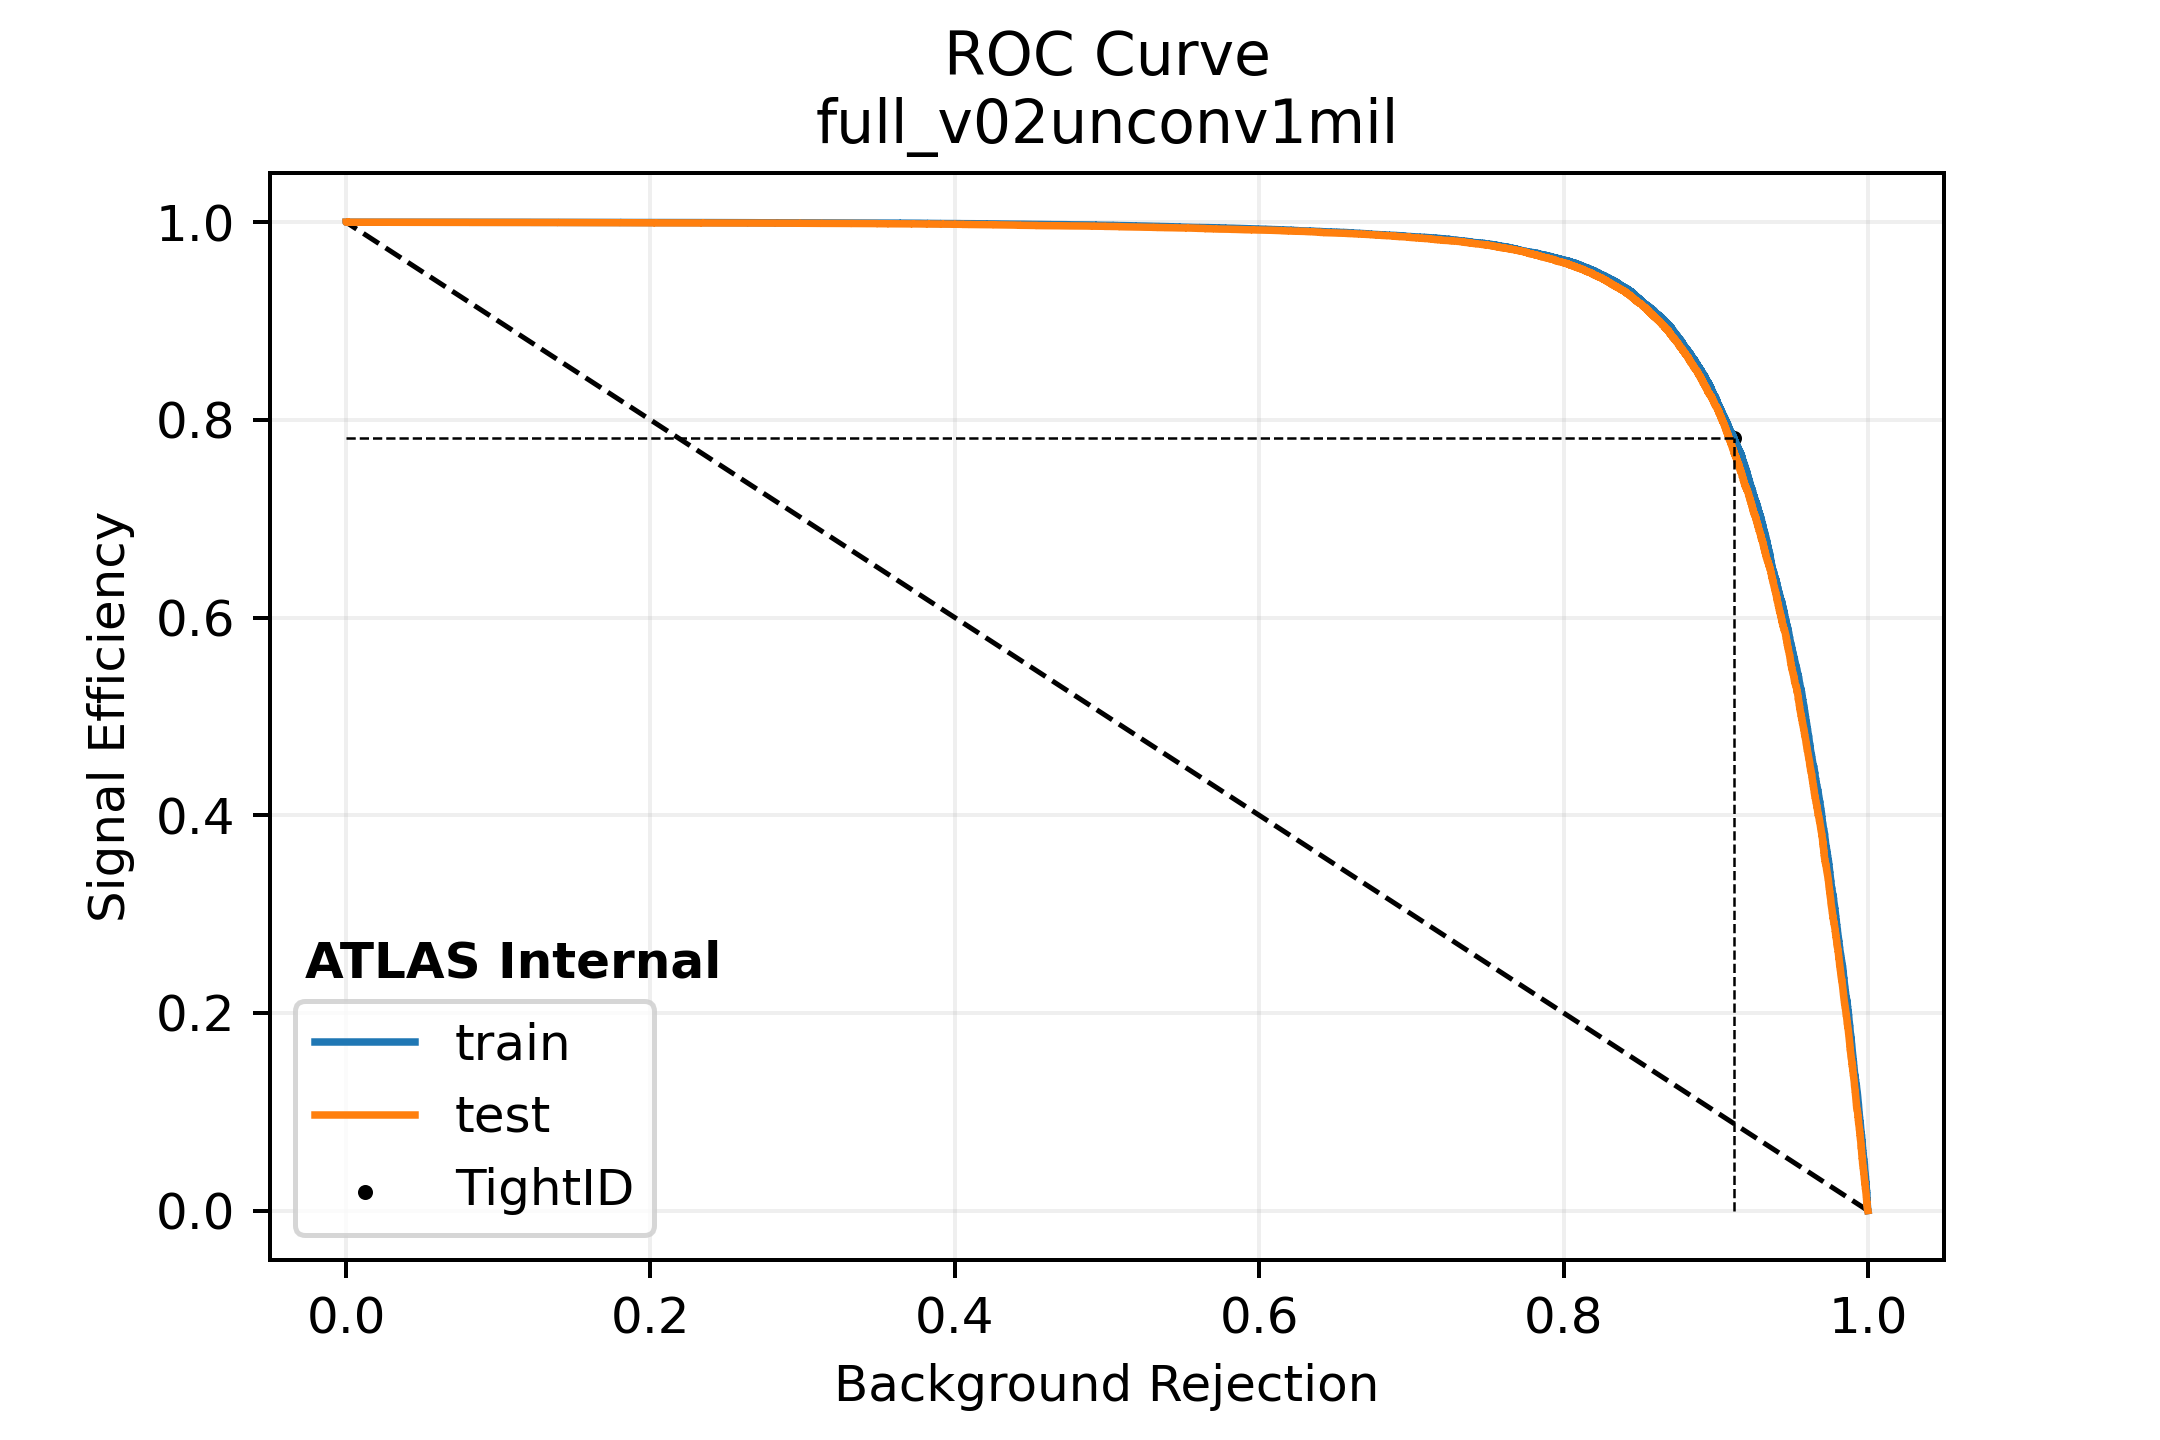 ROC Curve
full_v02unconv1mil
1.0
0.8
0.6
0.4
0.2
0.0
Signal Efficiency
ATLAS Internal
train
test
TightID
0.0 0.2 0.4 0.6 0.8 1.0
Background Rejection